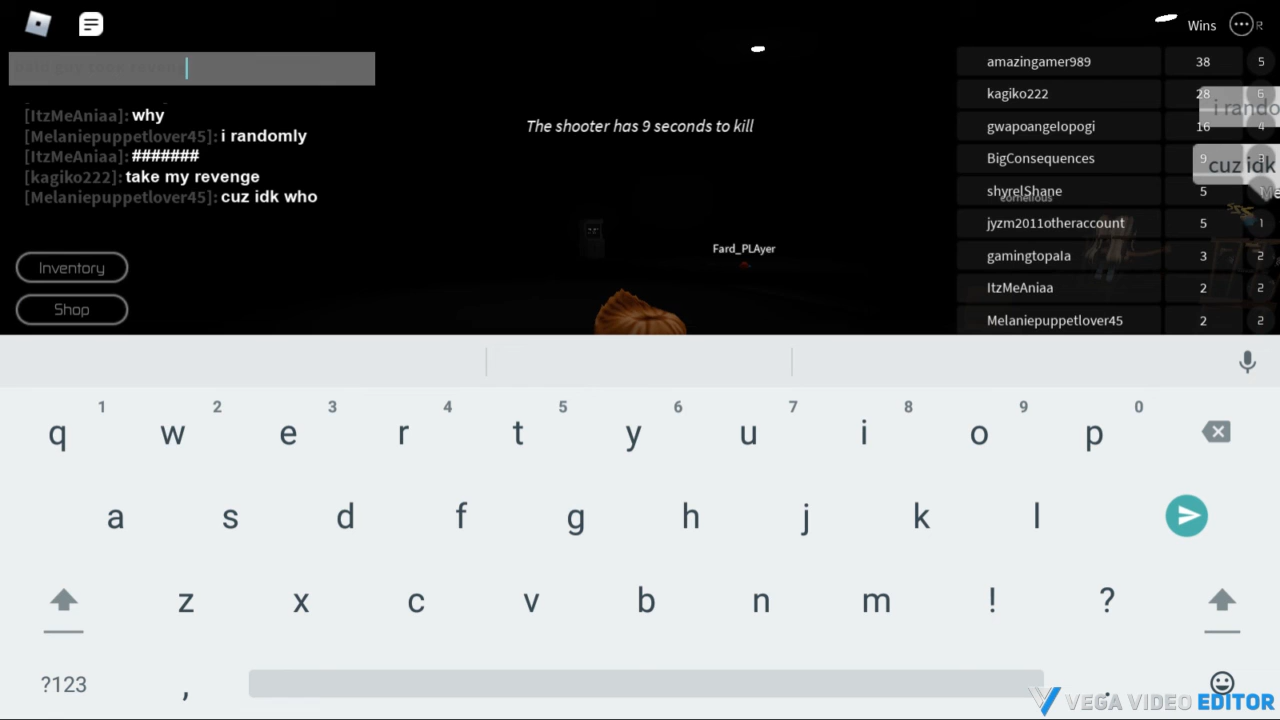 Wins
R
[ItzMeAniaa]: why
[Melaniepuppetlover45]: i randomly
[ItzMeAniaa]: #######
[kagiko222]: take my revenge
[Melaniepuppetlover45]: cuz idk who
The shooter has 9 seconds to kill
Fard_PLAyer
Inventory
Shop
amazingamer989 38 5
kagiko222 28 6
gwapoangelopogi 16 4
BigConsequences 9
shyrelShane 5 1
cornelious
jyzm2011otheraccount 5 1
gamingtopala 3 2
ItzMeAniaa 2 2
Melaniepuppetlover45 2 2
i rando
cuz idk
Me
1 2 3 4 5 6 7 8 9 0
q w e r t y u i o p
a s d f g h j k l
z x c v b n m ! ?
?123 , .
VEGA VIDEO EDITOR